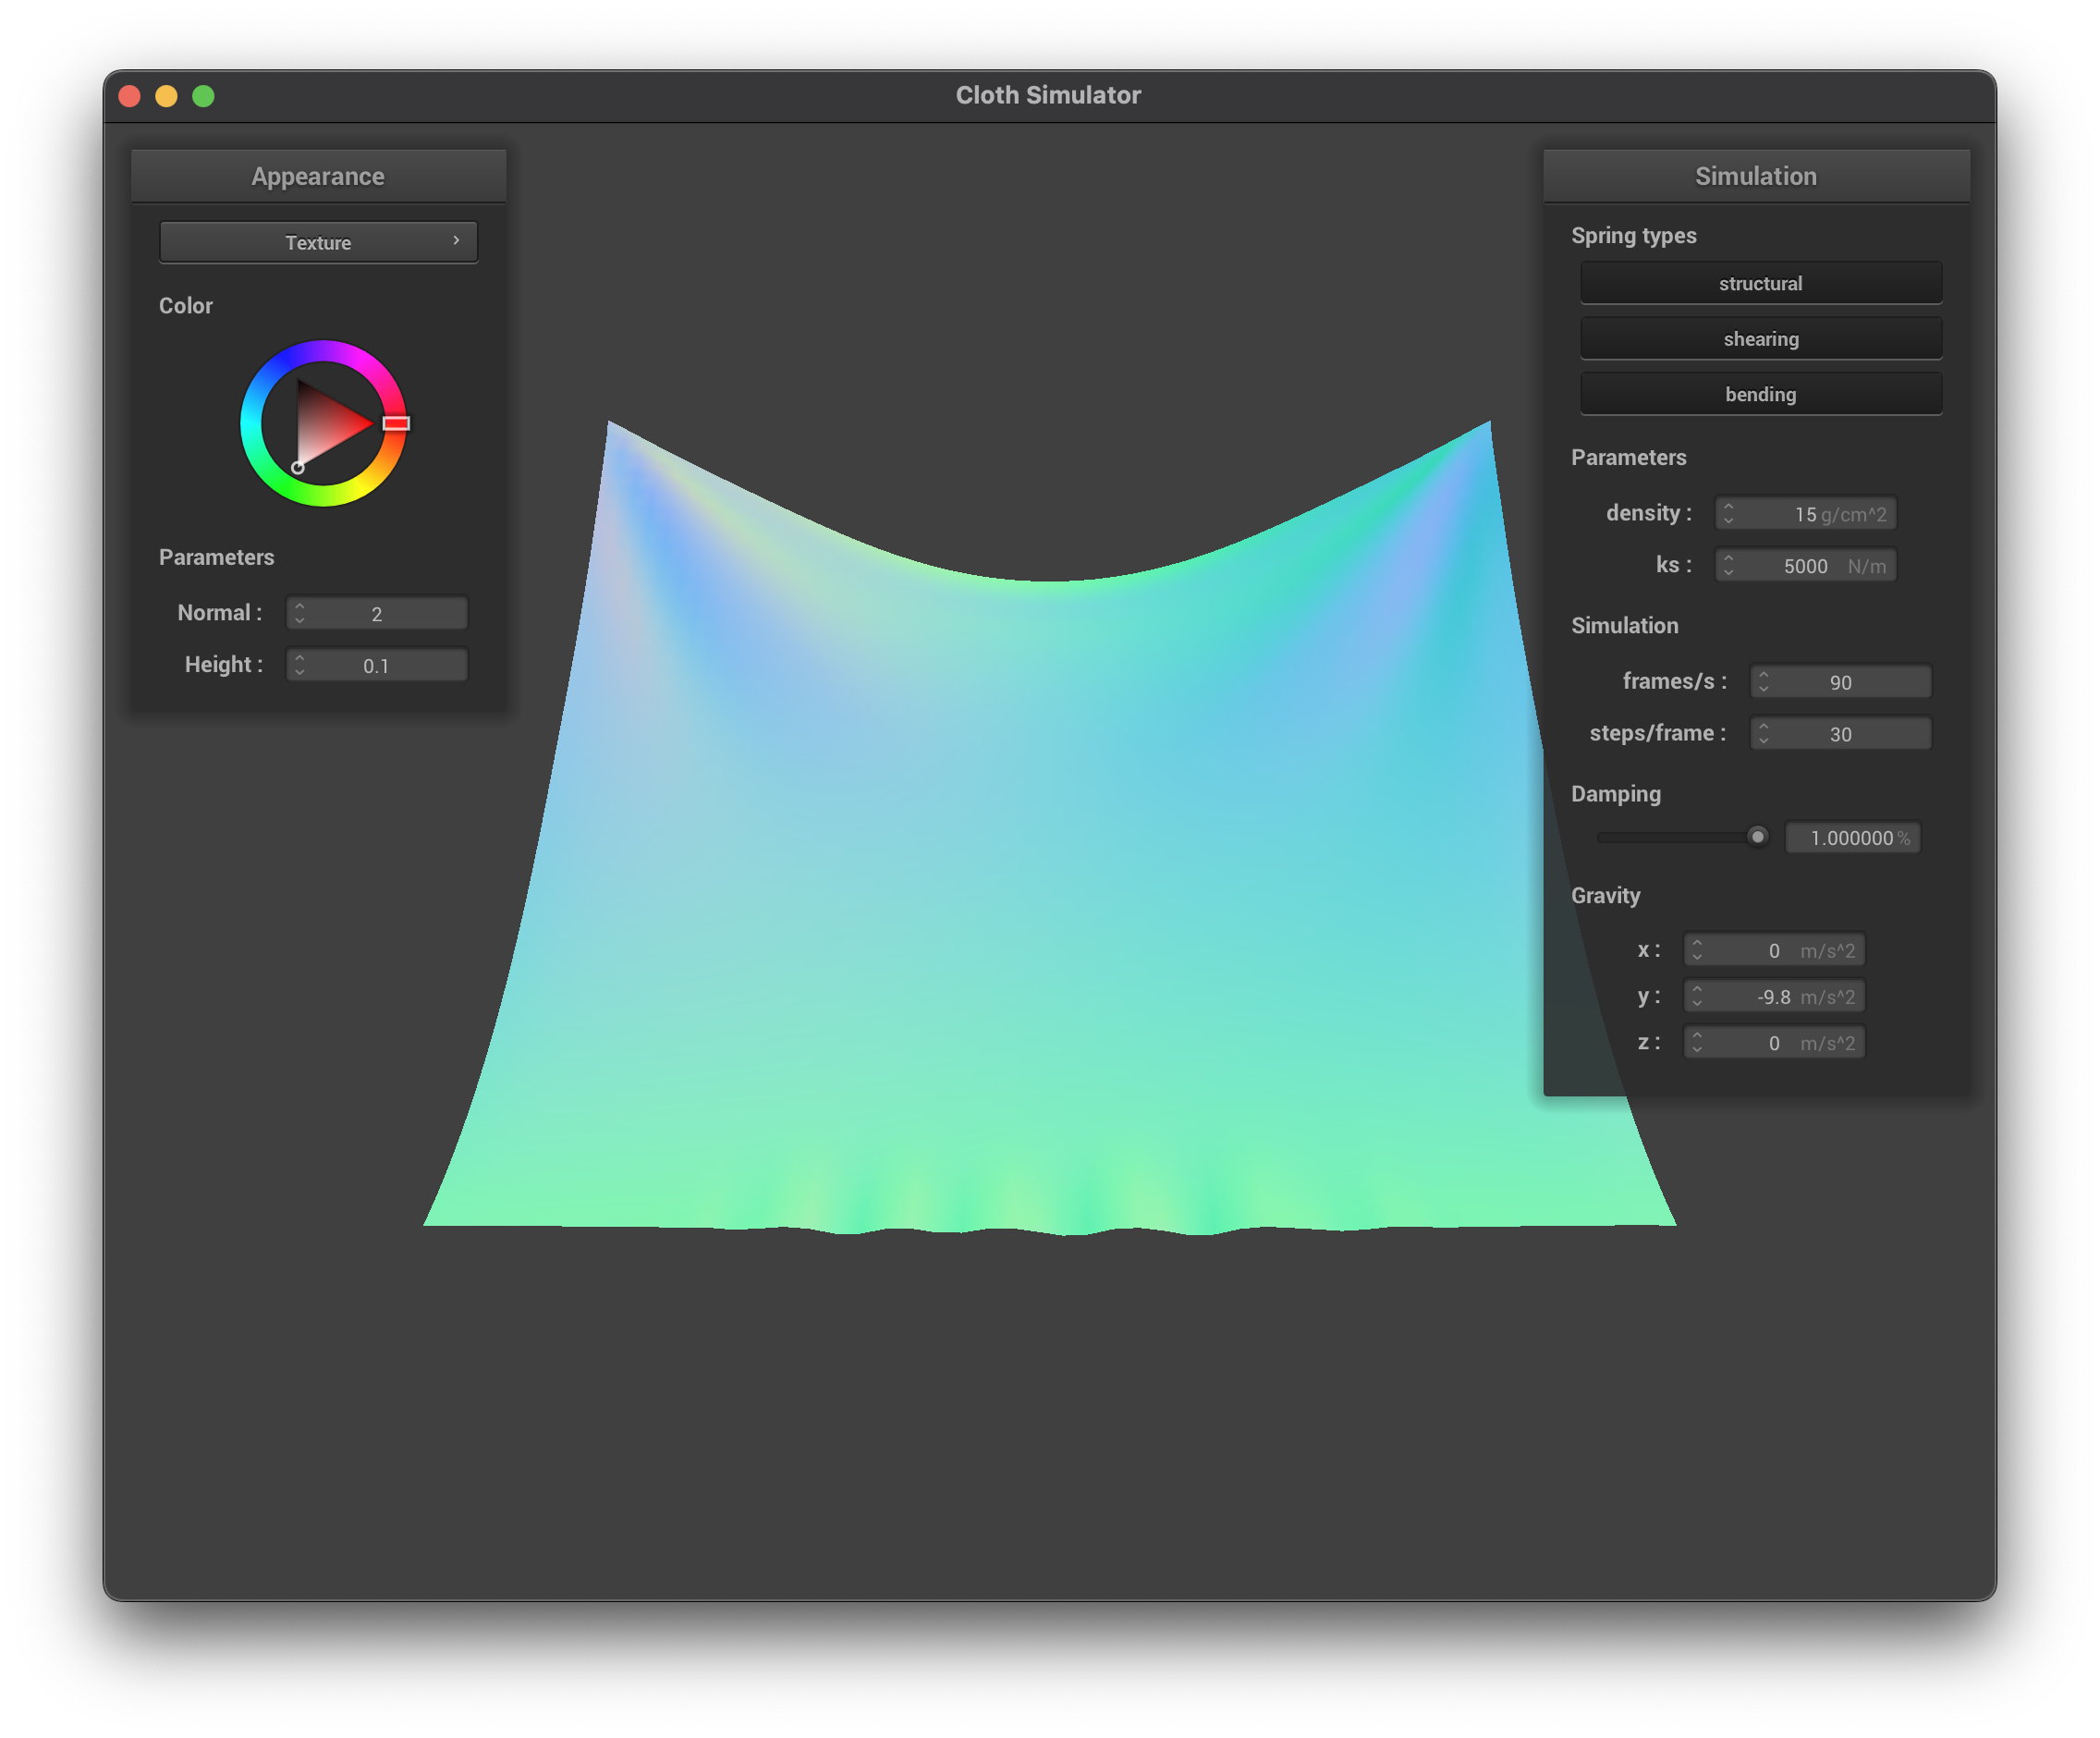 Cloth Simulator
Appearance
Texture
Color
Parameters
Normal : 2
Height : 0.1
Simulation
Spring types
structural
shearing
bending
Parameters
density : 15 g/cm^2
ks : 5000 N/m
Simulation
frames/s : 90
steps/frame : 30
Damping
1.000000 %
Gravity
x : 0 m/s^2
y : -9.8 m/s^2
z : 0 m/s^2